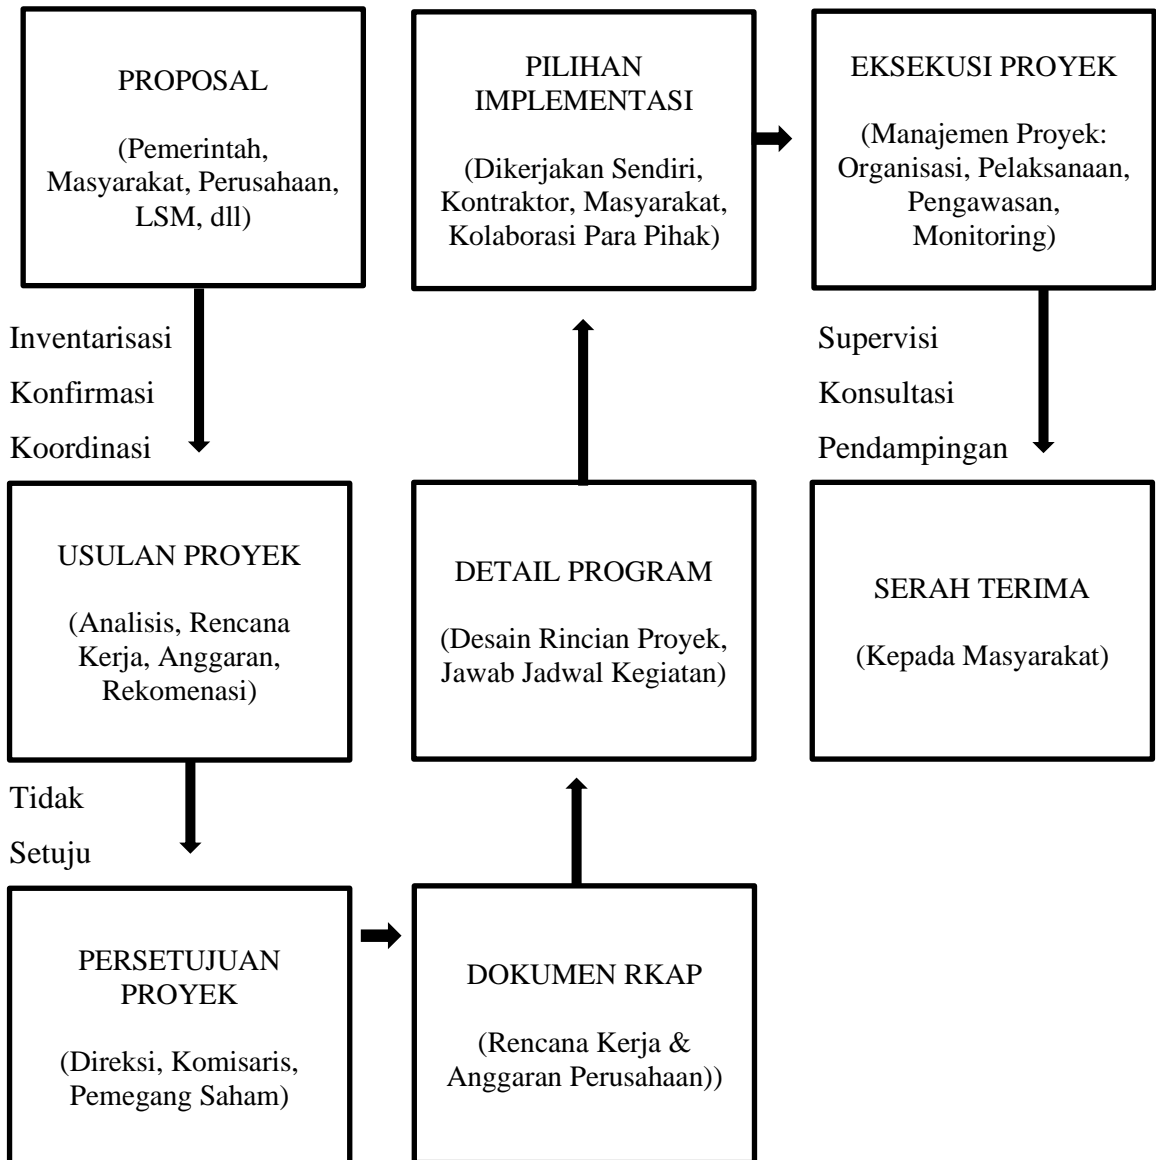 PROPOSAL
(Pemerintah,
Masyarakat, Perusahaan,
LSM, dll)
Inventarisasi
Konfirmasi
Koordinasi
USULAN PROYEK
(Analisis, Rencana
Kerja, Anggaran,
Rekomenasi)
Tidak
Setuju
PERSETUJUAN
PROYEK
(Direksi, Komisaris,
Pemegang Saham)
DOKUMEN RKAP
(Rencana Kerja &
Anggaran Perusahaan))
DETAIL PROGRAM
(Desain Rincian Proyek,
Jawab Jadwal Kegiatan)
PILIHAN
IMPLEMENTASI
(Dikerjakan Sendiri,
Kontraktor, Masyarakat,
Kolaborasi Para Pihak)
EKSEKUSI PROYEK
(Manajemen Proyek:
Organisasi, Pelaksanaan,
Pengawasan,
Monitoring)
Supervisi
Konsultasi
Pendampingan
SERAH TERIMA
(Kepada Masyarakat)